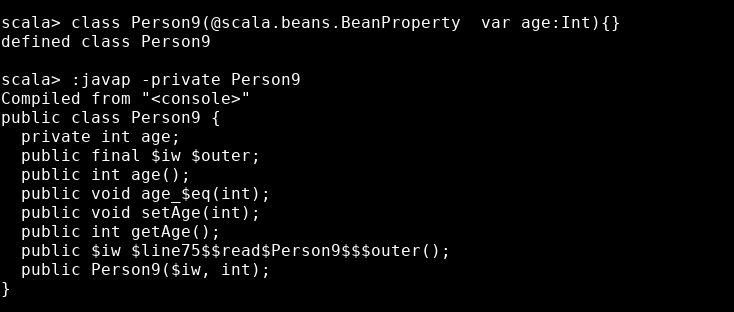 scala> class Person9(@scala.beans.BeanProperty  var age:Int){}
defined class Person9

scala> :javap -private Person9
Compiled from "<console>"
public class Person9 {
  private int age;
  public final $iw $outer;
  public int age();
  public void age_$eq(int);
  public void setAge(int);
  public int getAge();
  public $iw $line75$$read$Person9$$$outer();
  public Person9($iw, int);
}